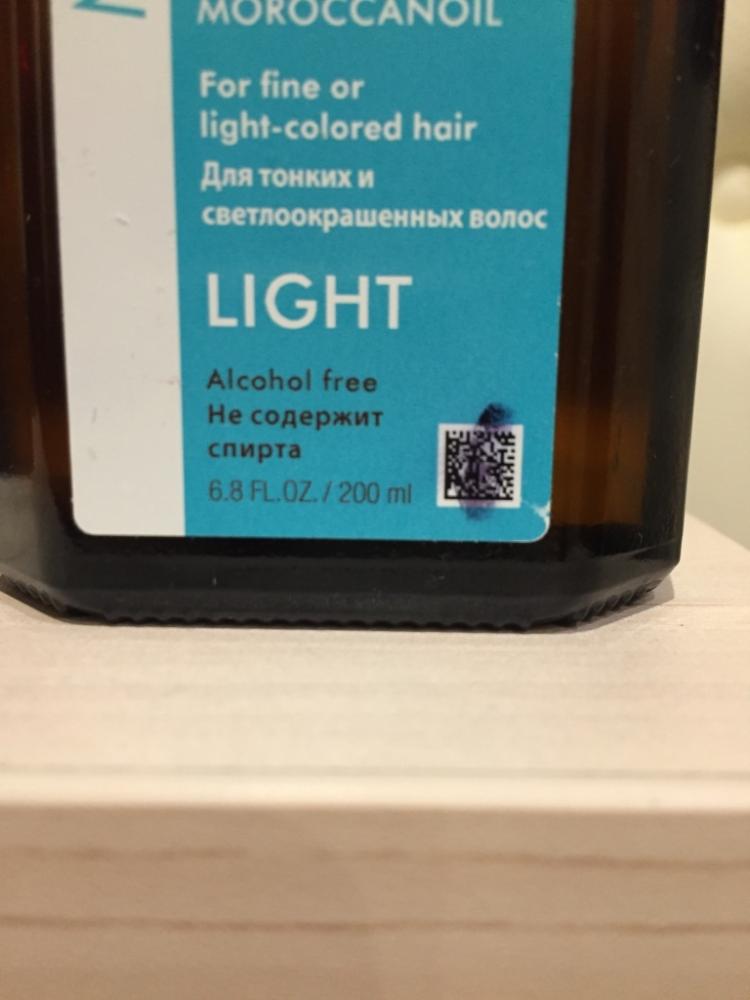 MOROCCANOIL
For fine or
light-colored hair
Для тонких и
светлоокрашенных волос
LIGHT
Alcohol free
Не содержит
спирта
6.8 FL.OZ. / 200 ml